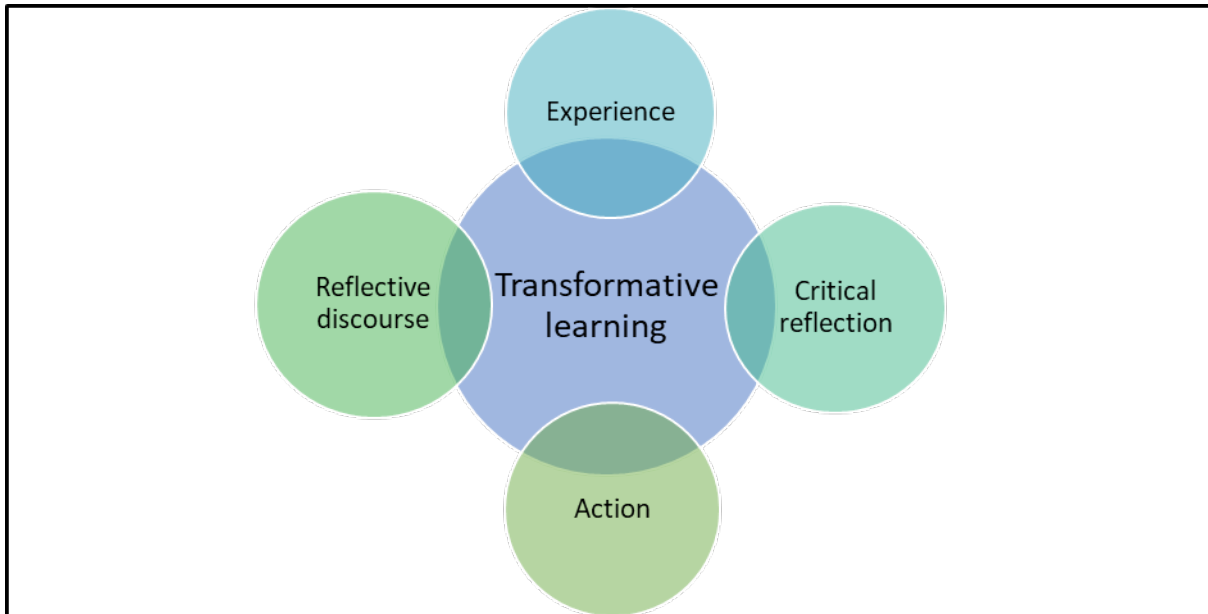 Experience
Reflective
discourse
Transformative
learning
Critical
reflection
Action